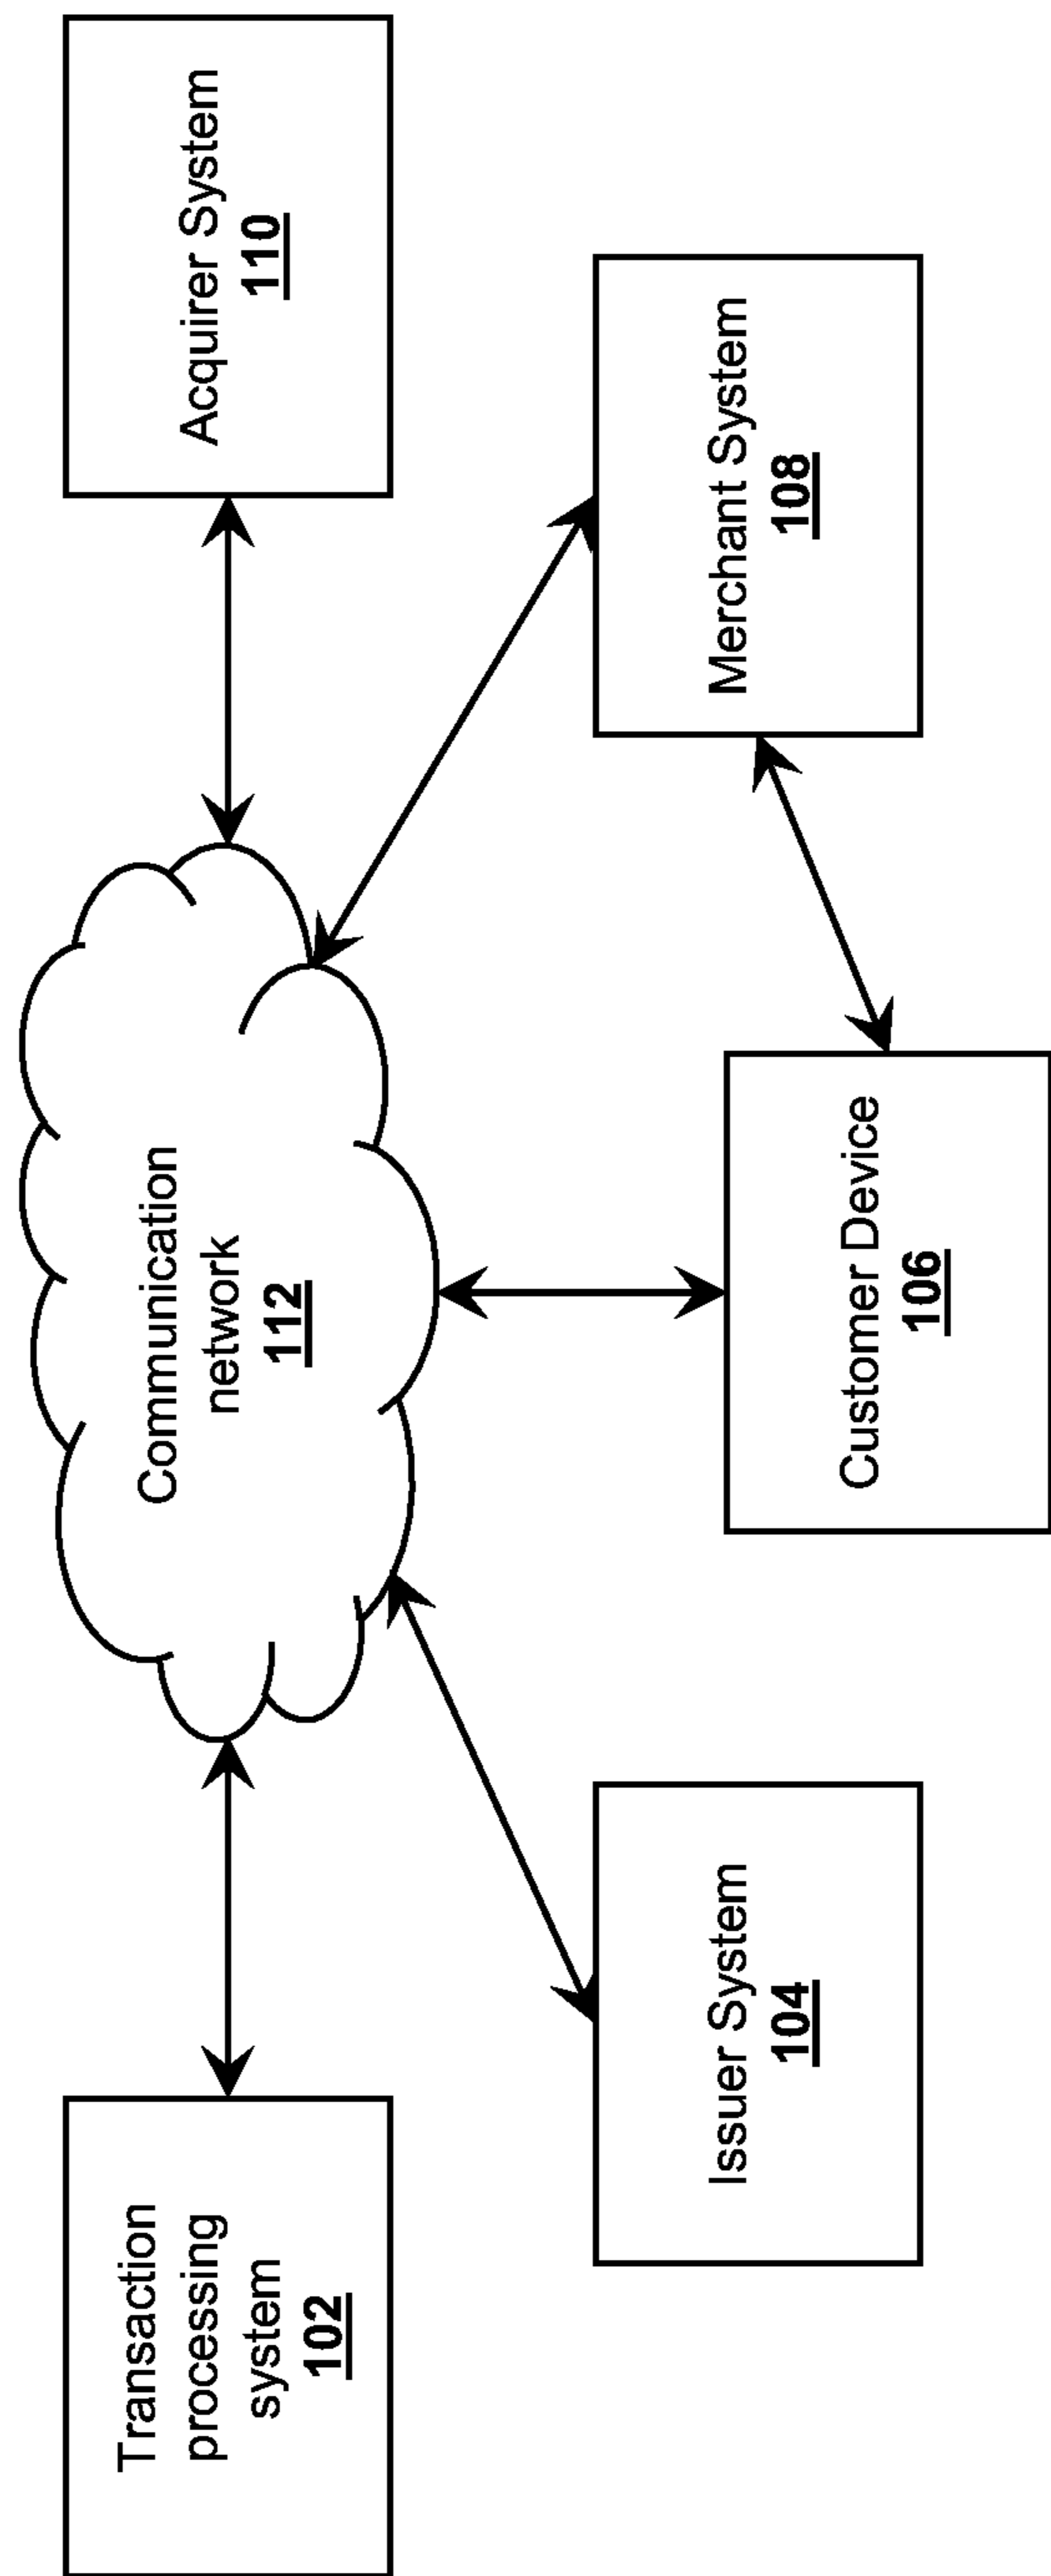 Transaction
processing
system
102
Communication
network
112
Acquirer System
110
Issuer System
104
Merchant System
108
Customer Device
106